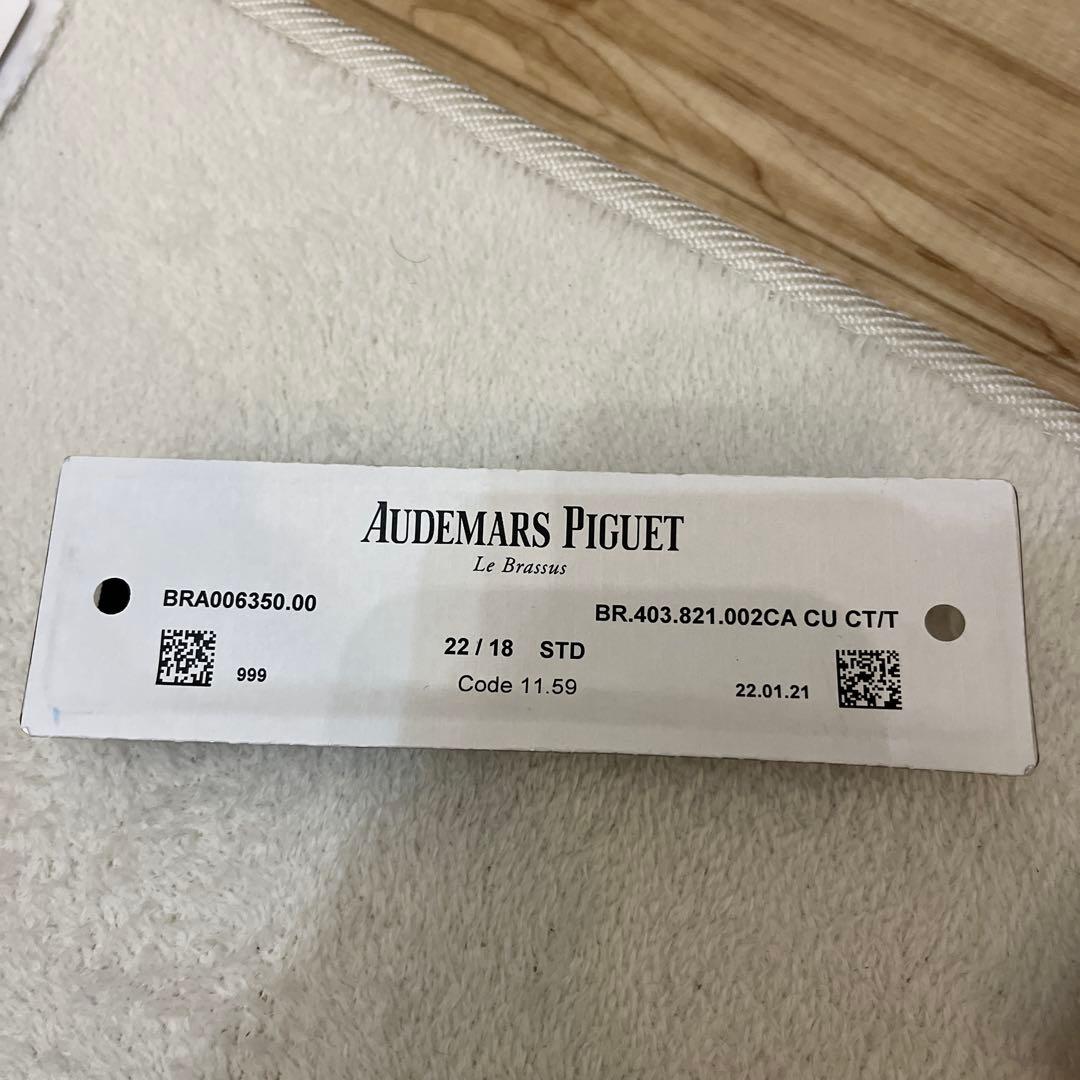 AUDEMARS PIGUET
Le Brassus
BRA006350.00
BR.403.821.002CA CU CT/T
22 / 18 STD
999
Code 11.59
22.01.21